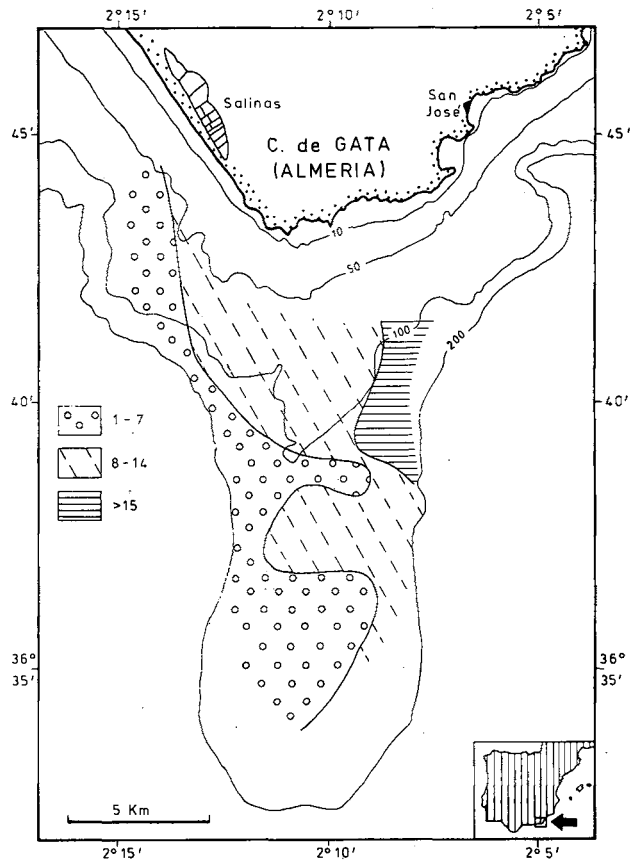 2°15′ 2°10′ 2°5′
45′ 45′
Salinas
San
José
C. de GATA
(ALMERIA)
10
50
100
200
40′ 40′
1-7
8-14
>15
36°
35′
36°
35′
5 Km
2°15′ 2°10′ 2°5′